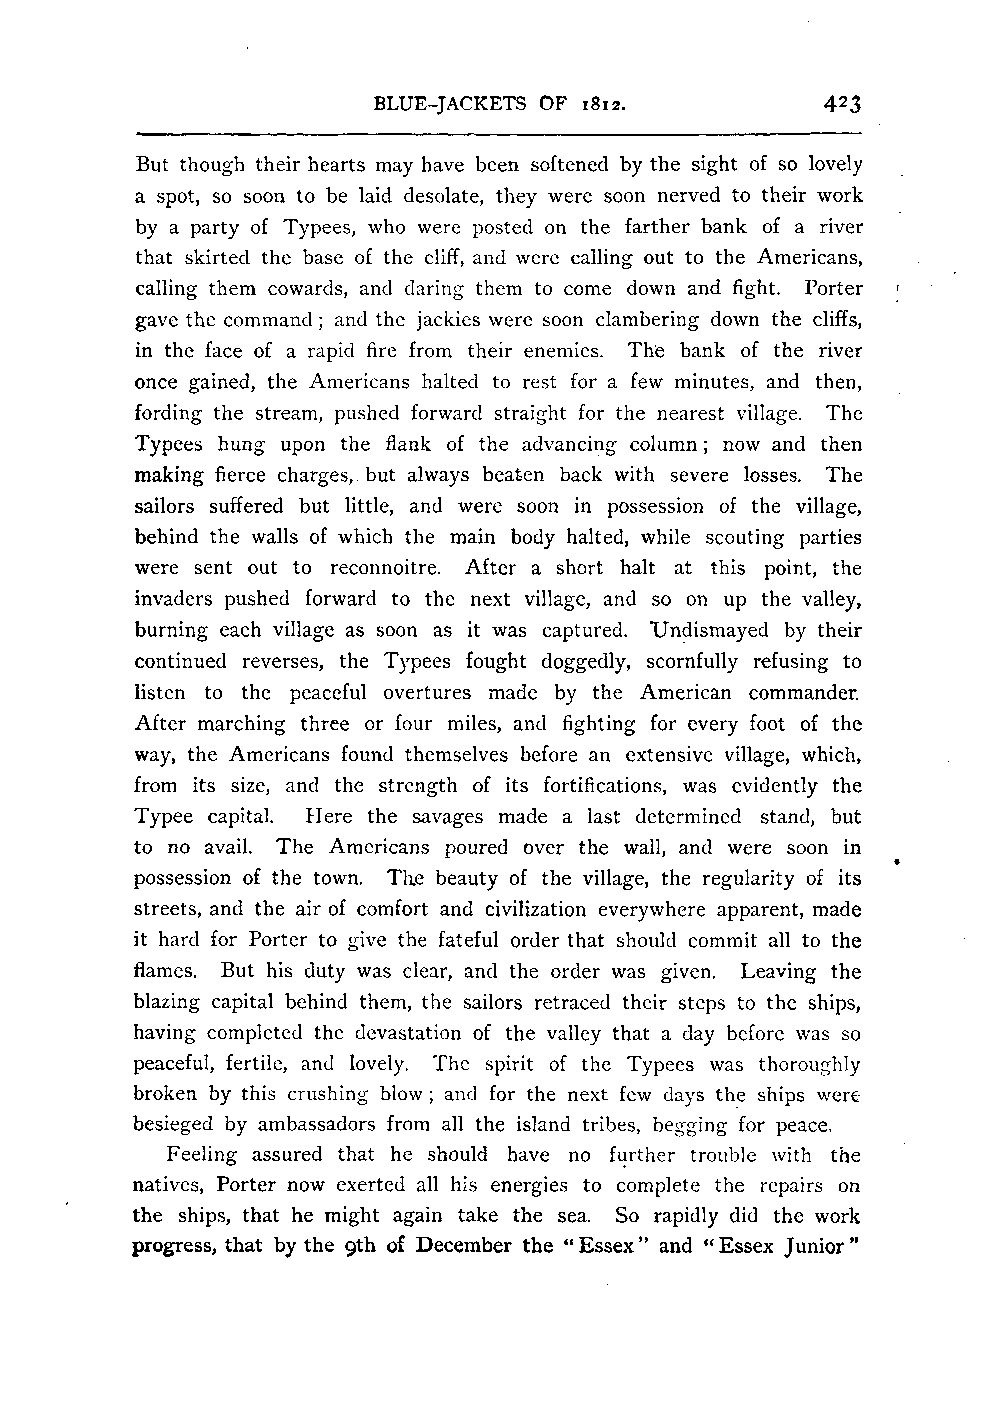 BLUE-JACKETS OF 1812. 423
But though their hearts may have been softened by the sight of so lovely
a spot, so soon to be laid desolate, they were soon nerved to their work
by a party of Typees, who were posted on the farther bank of a river
that skirted the base of the cliff, and were calling out to the Americans,
calling them cowards, and daring them to come down and fight. Porter
gave the command; and the jackies were soon clambering down the cliffs,
in the face of a rapid fire from their enemies. The bank of the river
once gained, the Americans halted to rest for a few minutes, and then,
fording the stream, pushed forward straight for the nearest village. The
Typees hung upon the flank of the advancing column; now and then
making fierce charges, but always beaten back with severe losses. The
sailors suffered but little, and were soon in possession of the village,
behind the walls of which the main body halted, while scouting parties
were sent out to reconnoitre. After a short halt at this point, the
invaders pushed forward to the next village, and so on up the valley,
burning each village as soon as it was captured. Undismayed by their
continued reverses, the Typees fought doggedly, scornfully refusing to
listen to the peaceful overtures made by the American commander.
After marching three or four miles, and fighting for every foot of the
way, the Americans found themselves before an extensive village, which,
from its size, and the strength of its fortifications, was evidently the
Typee capital. Here the savages made a last determined stand, but
to no avail. The Americans poured over the wall, and were soon in
possession of the town. The beauty of the village, the regularity of its
streets, and the air of comfort and civilization everywhere apparent, made
it hard for Porter to give the fateful order that should commit all to the
flames. But his duty was clear, and the order was given. Leaving the
blazing capital behind them, the sailors retraced their steps to the ships,
having completed the devastation of the valley that a day before was so
peaceful, fertile, and lovely. The spirit of the Typees was thoroughly
broken by this crushing blow; and for the next few days the ships were
besieged by ambassadors from all the island tribes, begging for peace.
Feeling assured that he should have no further trouble with the
natives, Porter now exerted all his energies to complete the repairs on
the ships, that he might again take the sea. So rapidly did the work
progress, that by the 9th of December the “Essex” and “Essex Junior”